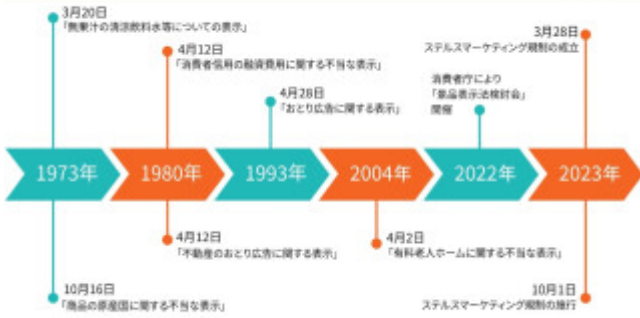 3月20日
「無果汁の清涼飲料水等についての表示」
4月12日
「消費者信用の融資費用に関する不当な表示」
4月28日
「おとり広告に関する表示」
消費者庁により
「景品表示法検討会」
開催
3月28日
ステルスマーケティング規制の成立
1973年
1980年
1993年
2004年
2022年
2023年
10月16日
「商品の原産国に関する不当な表示」
4月12日
「不動産のおとり広告に関する表示」
4月2日
「有料老人ホームに関する不当な表示」
10月1日
ステルスマーケティング規制の施行